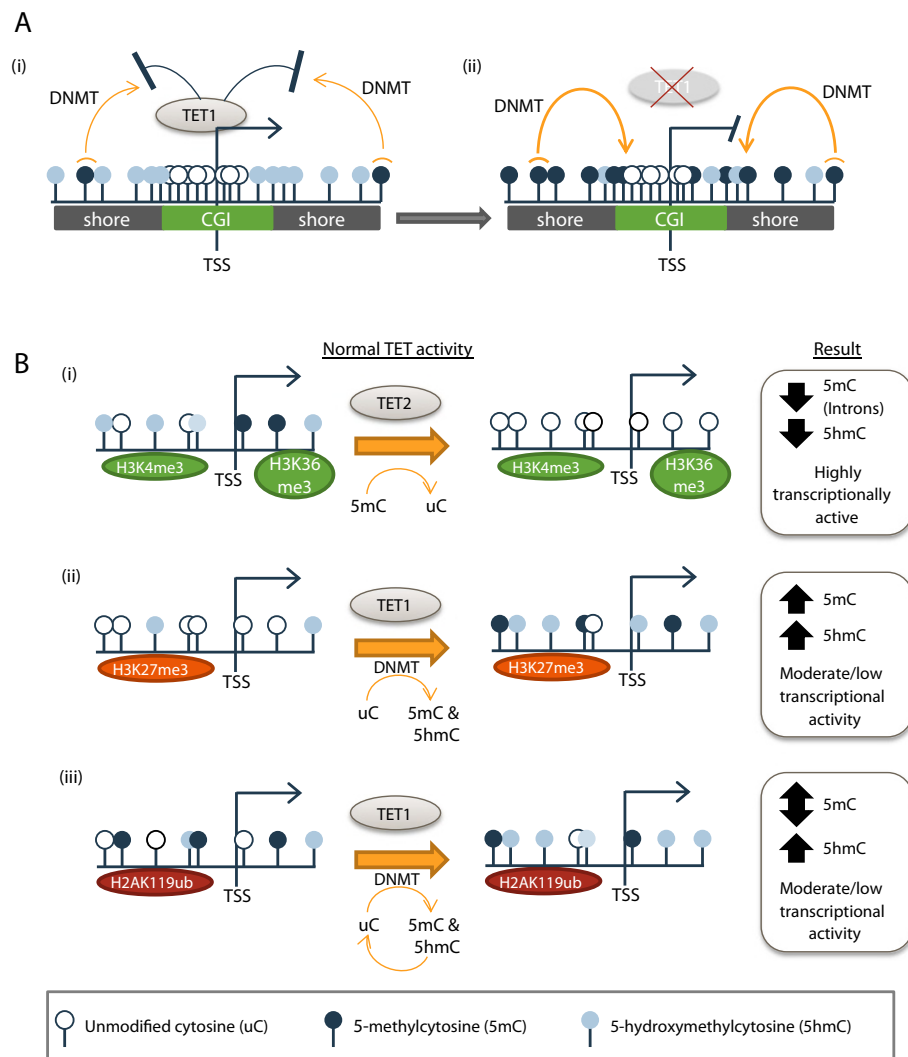 A
(i)
(ii)
DNMT
TET1
DNMT
DNMT
TET1
DNMT
shore
CGI
shore
shore
CGI
shore
TSS
TSS
B
Normal TET activity
Result
(i)
TET2
H3K4me3
TSS
H3K36
me3
5mC
uC
H3K4me3
TSS
H3K36
me3
5mC
(Introns)
5hmC
Highly
transcriptionally
active
(ii)
TET1
H3K27me3
TSS
DNMT
uC
5mC &
5hmC
H3K27me3
TSS
5mC
5hmC
Moderate/low
transcriptional
activity
(iii)
TET1
H2AK119ub
TSS
DNMT
uC
5mC &
5hmC
H2AK119ub
TSS
5mC
5hmC
Moderate/low
transcriptional
activity
Unmodified cytosine (uC)
5-methylcytosine (5mC)
5-hydroxymethylcytosine (5hmC)